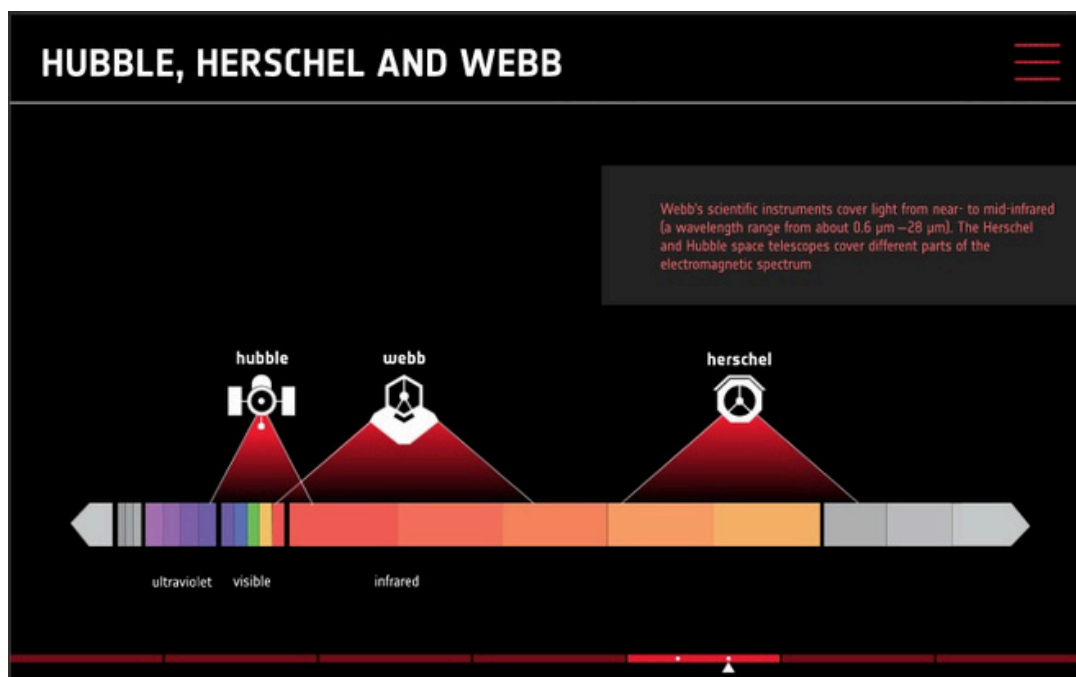 HUBBLE, HERSCHEL AND WEBB
Webb's scientific instruments cover light from near- to mid-infrared
(a wavelength range from about 0.6 µm –28 µm). The Herschel
and Hubble space telescopes cover different parts of the
electromagnetic spectrum
hubble
webb
herschel
ultraviolet
visible
infrared